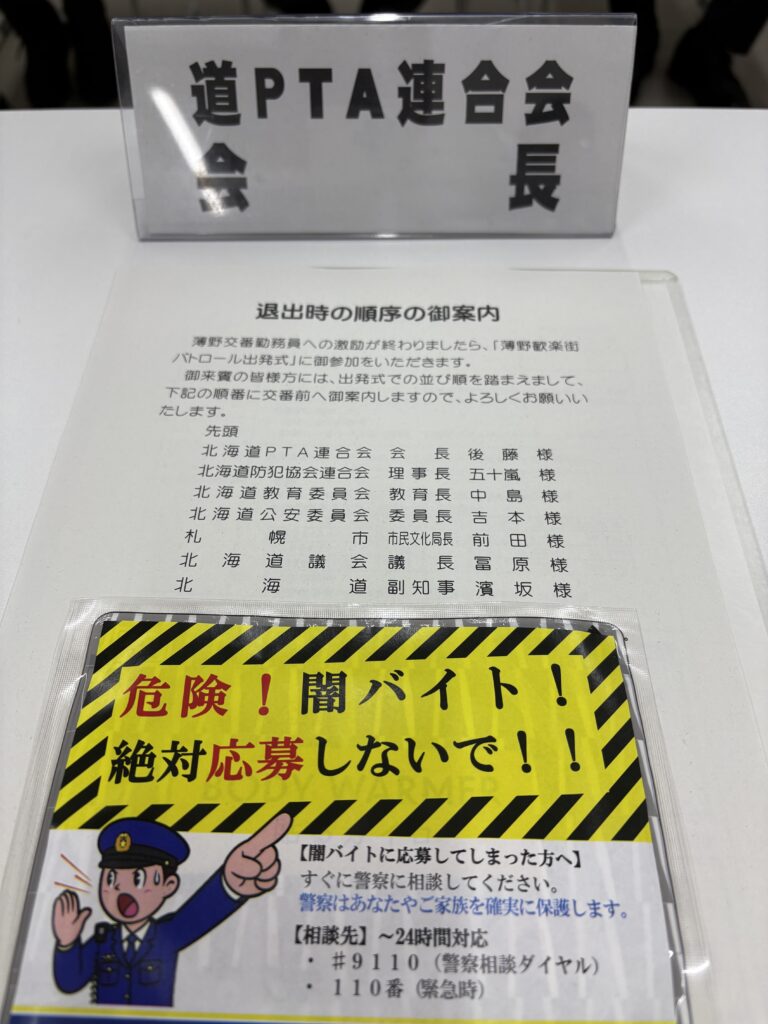 道PTA連合会
会長
退出時の順序の御案内
薄野交番勤務員への激励が終わりましたら、「薄野歓楽街
パトロール出発式」に御参加をいただきます。
御来賓の皆様方には、出発式での並び順を踏まえまして、
下記の順番に交番前へ御案内しますので、よろしくお願いい
たします。
先頭
北海道PTA連合会 会長 後藤 様
北海道防犯協会連合会 理事長 五十嵐 様
北海道教育委員会 教育長 中島 様
北海道公安委員会 委員長 吉本 様
札幌市 市民文化局長 前田 様
北海道議会議長 冨原 様
北海道副知事 濱坂 様
危険!闇バイト!
絶対応募しないで!!
BODY WARMER
【闇バイトに応募してしまった方へ】
すぐに警察に相談してください。
警察はあなたやご家族を確実に保護します。
【相談先】~24時間対応
・ #9110(警察相談ダイヤル)
・ 110番(緊急時)